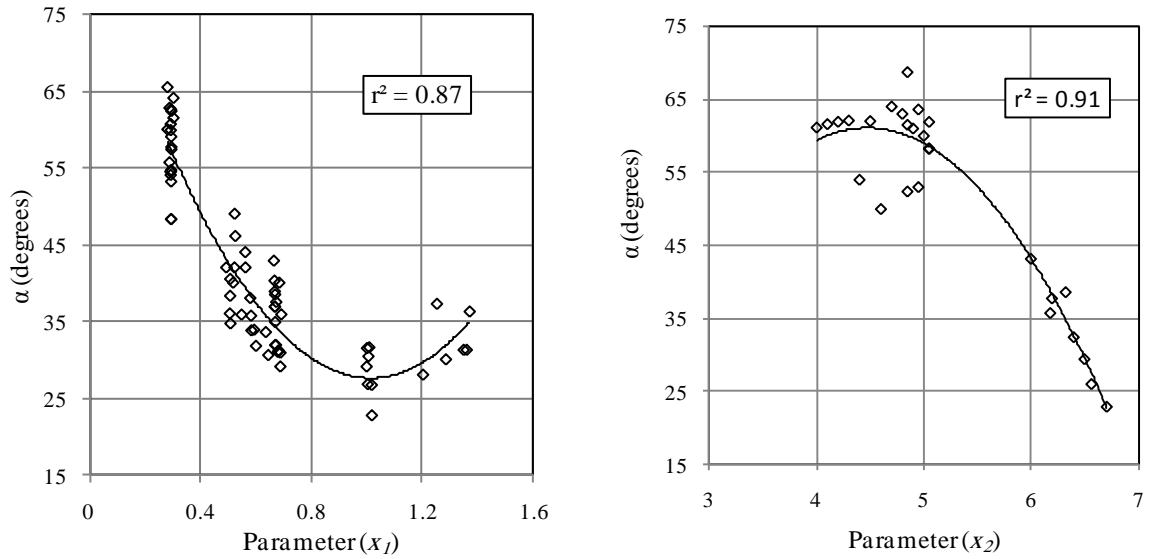 75
65
55
45
35
25
15
α (degrees)
r² = 0.87
0 0.4 0.8 1.2 1.6
Parameter (x₁)
75
65
55
45
35
25
15
α (degrees)
r² = 0.91
3 4 5 6 7
Parameter (x₂)